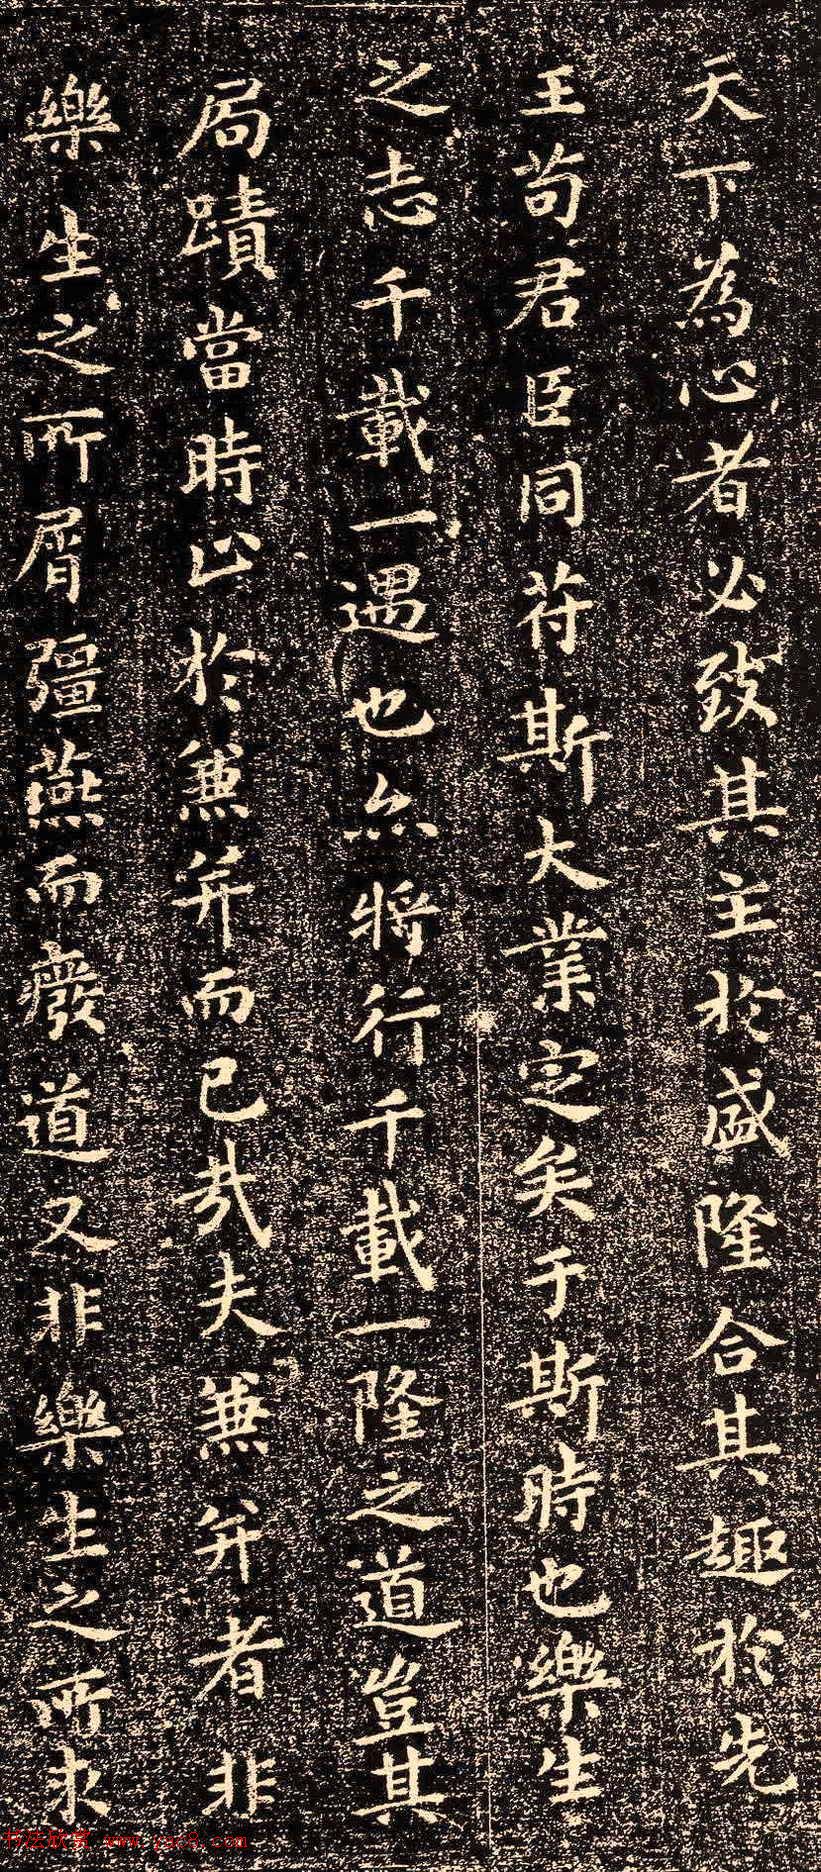 天下為心者必致其主於盛隆合其趣於先
王苟君臣同符斯大業定矣于斯時也樂生
之志千載一遇也亦將行千載一隆之道豈其
局蹟當時止於兼并而已哉夫兼并者非
樂生之所屑彊燕而廢道又非樂生之所求
书法欣赏 www.yac8.com